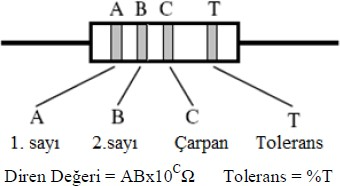 A B C T
A B C T
1. sayı 2.sayı Çarpan Tolerans
Diren Değeri = ABx10^CΩ Tolerans = %T